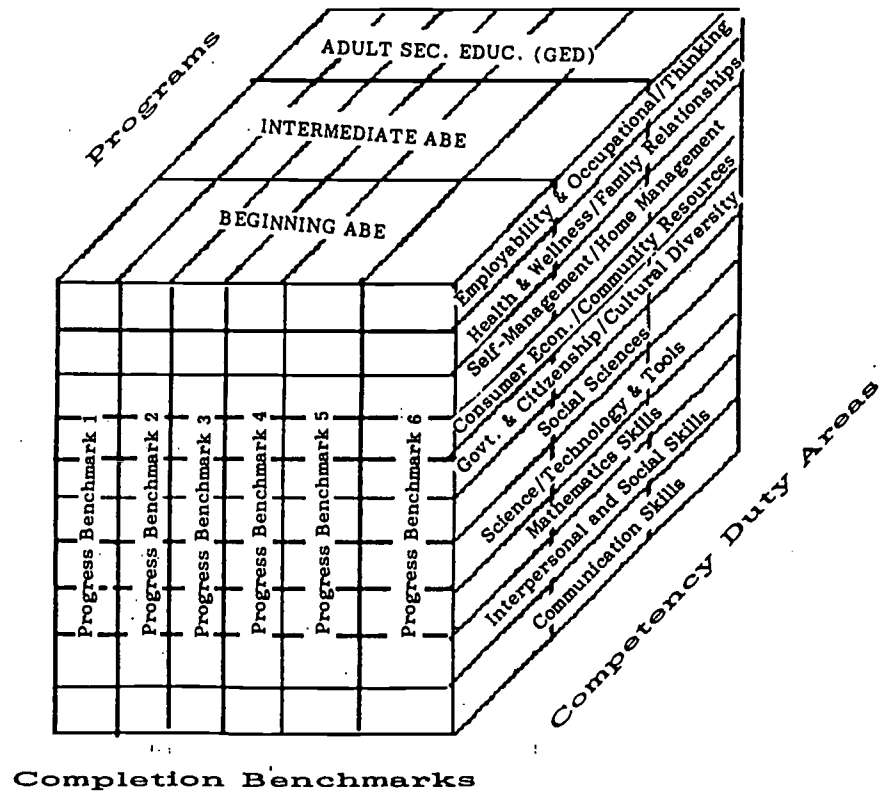 Programs
ADULT SEC. EDUC. (GED)
INTERMEDIATE ABE
BEGINNING ABE
Employability & Occupational/Thinking
Health & Wellness/Family Relationships
Self-Management/Home Management
Consumer Econ./Community Resources
Govt. & Citizenship/Cultural Diversity
Social Sciences
Science/Technology & Tools
Mathematics Skills
Interpersonal and Social Skills
Communication Skills
Progress Benchmark 1
Progress Benchmark 2
Progress Benchmark 3
Progress Benchmark 4
Progress Benchmark 5
Progress Benchmark 6
Competency Duty Areas
Completion Benchmarks